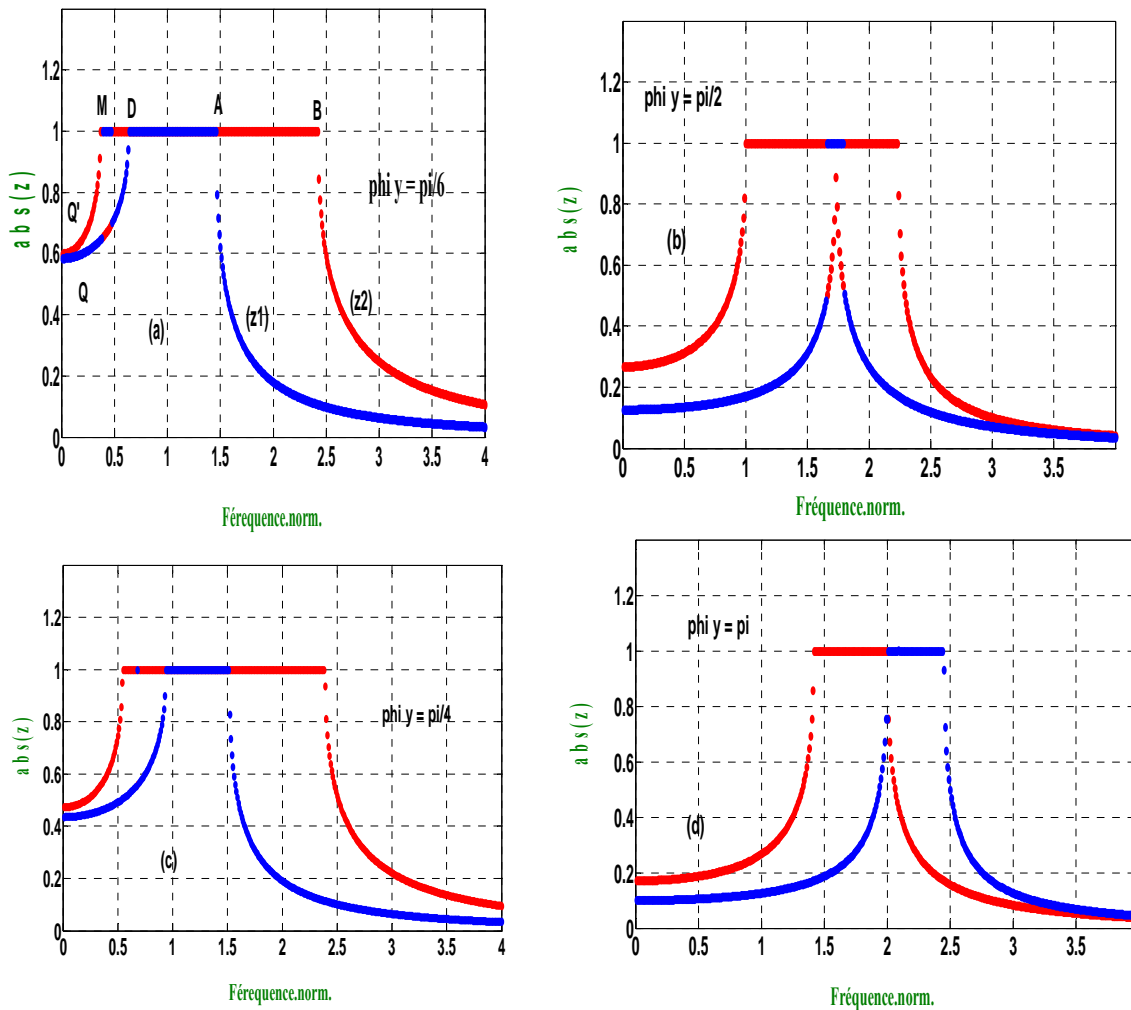 1.2
1
0.8
0.6
0.4
0.2
0
M D A B
phi y = pi/6
Q'
Q
(a)
(z1)
(z2)
abs(z)
0 0.5 1 1.5 2 2.5 3 3.5 4
Férequence.norm.
1.2
1
0.8
0.6
0.4
0.2
0
phi y = pi/2
(b)
abs(z)
0.5 1 1.5 2 2.5 3 3.5
Fréquence.norm.
1.2
1
0.8
0.6
0.4
0.2
0
phi y = pi/4
(c)
abs(z)
0 0.5 1 1.5 2 2.5 3 3.5 4
Férequence.norm.
1.2
1
0.8
0.6
0.4
0.2
0
phi y = pi
(d)
abs(z)
0 0.5 1 1.5 2 2.5 3 3.5
Fréquence.norm.